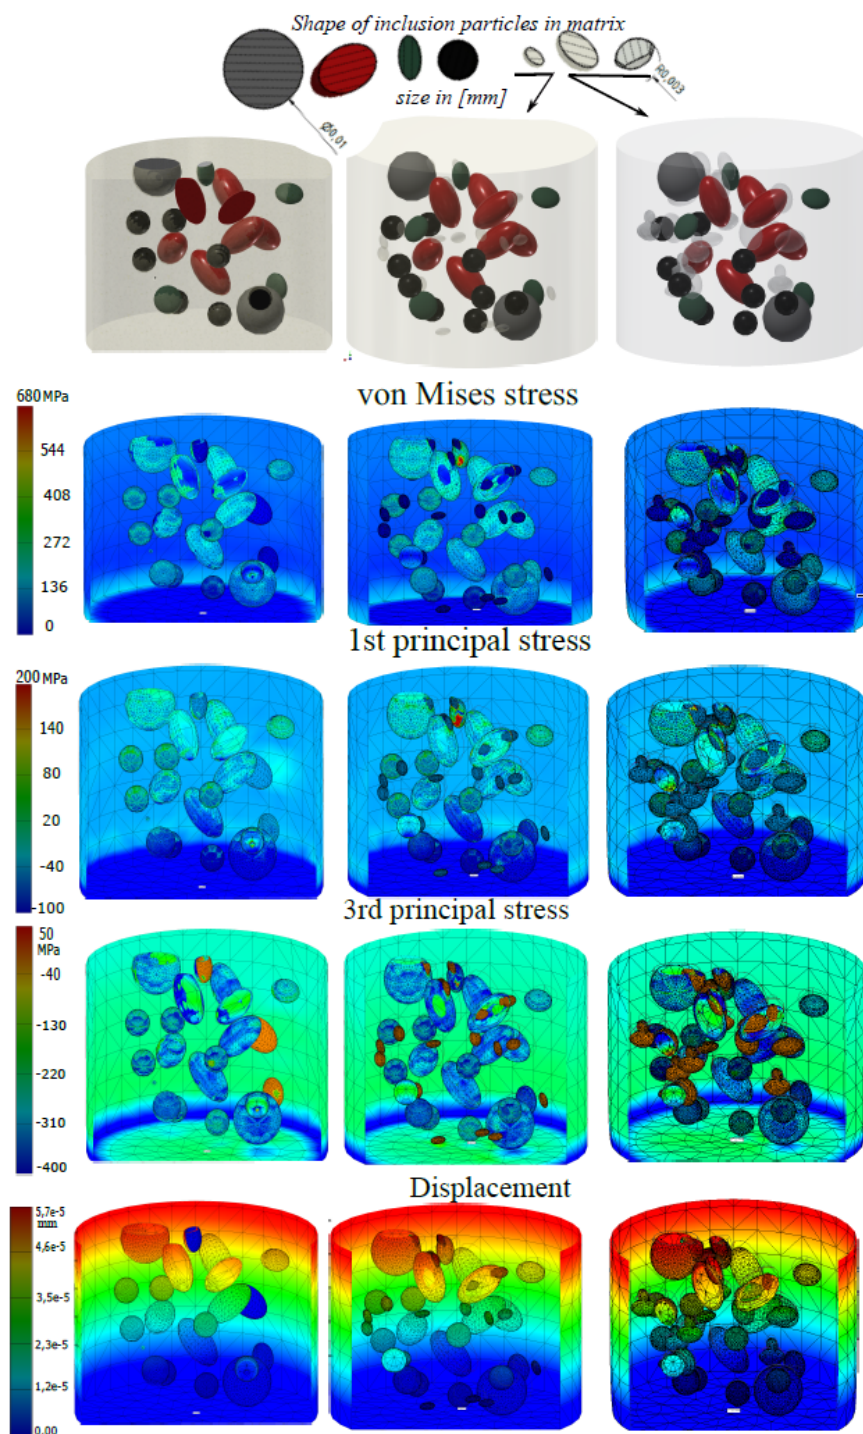 Shape of inclusion particles in matrix
R0,003
size in [mm]
Ø0,01
von Mises stress
680 MPa
544
408
272
136
0
1st principal stress
200 MPa
140
80
20
-40
-100
3rd principal stress
50
MPa
-40
-130
-220
-310
-400
Displacement
5,7e-5
mm
4,6e-5
3,5e-5
2,3e-5
1,2e-5
0.00